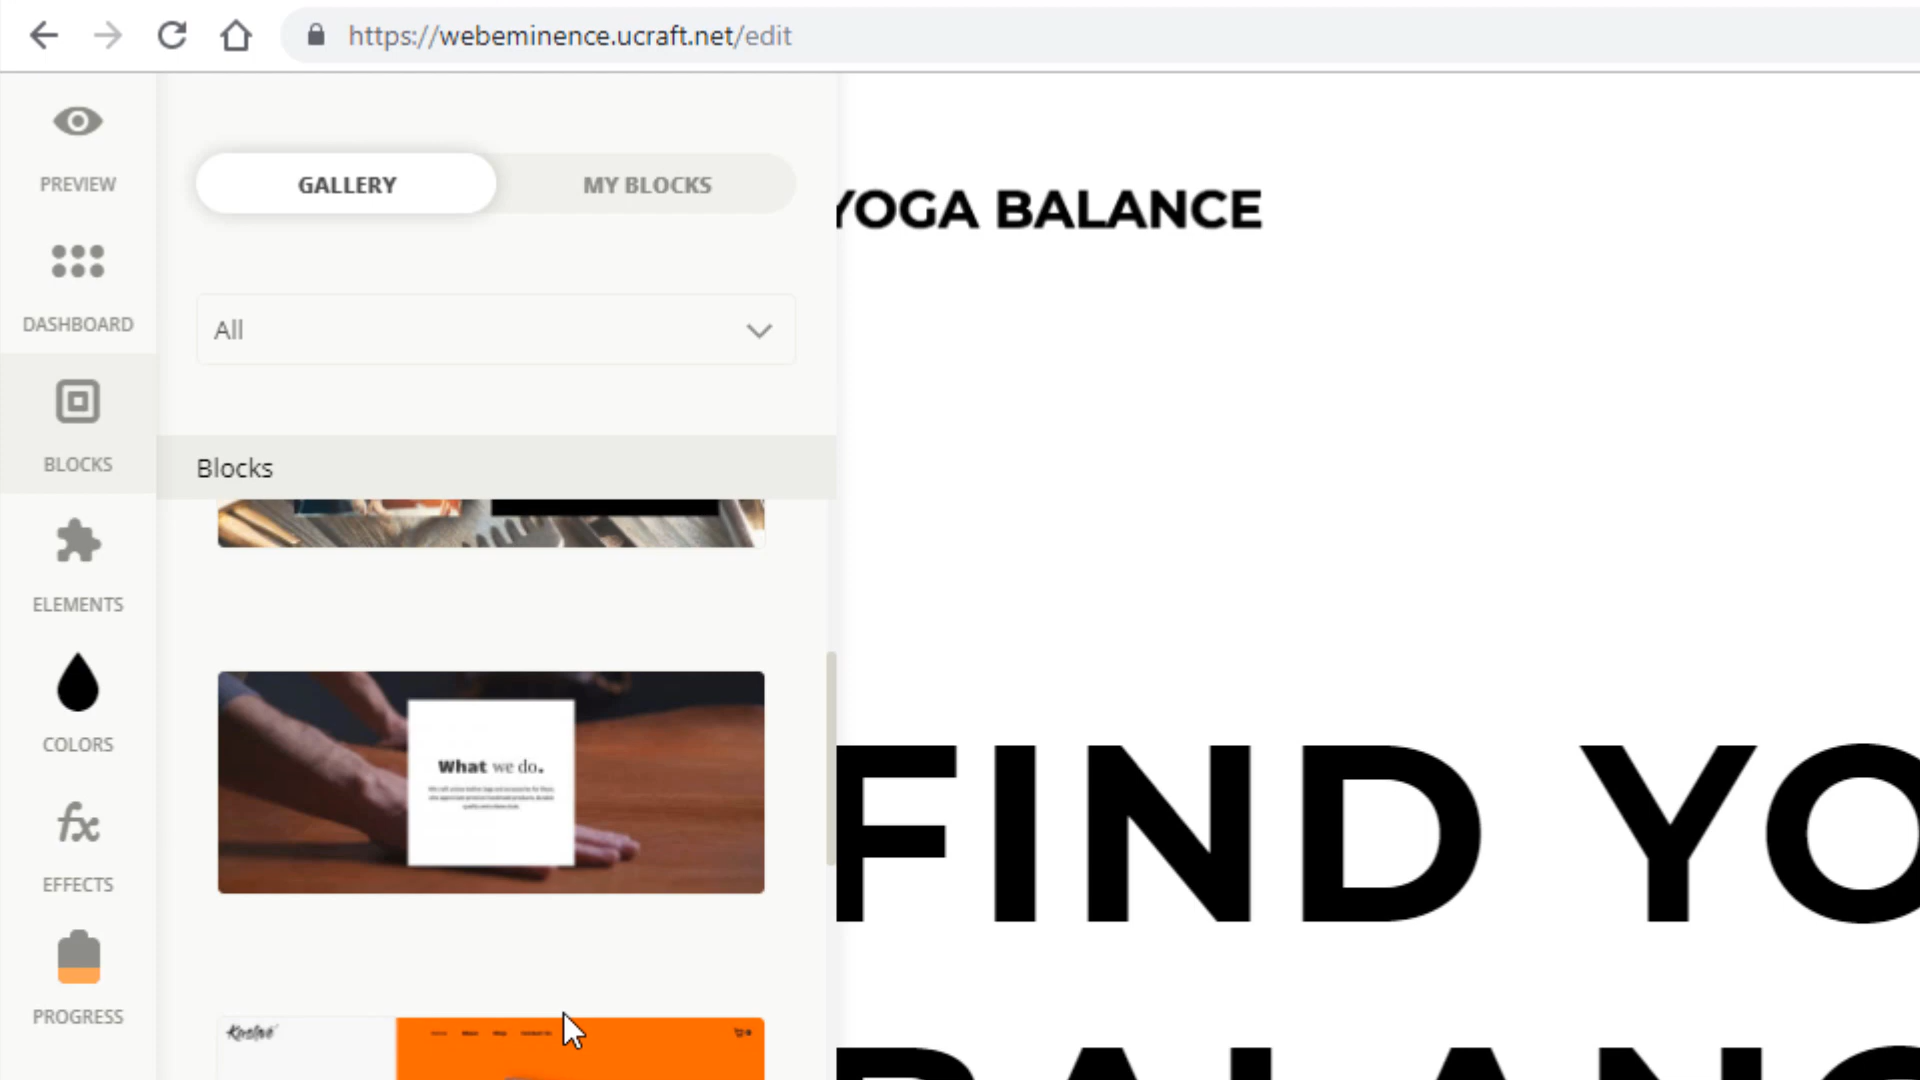 https://webeminence.ucraft.net/edit
PREVIEW
DASHBOARD
BLOCKS
ELEMENTS
COLORS
EFFECTS
PROGRESS
GALLERY
MY BLOCKS
All
Blocks
What we do.
YOGA BALANCE
FIND YO
BALANC